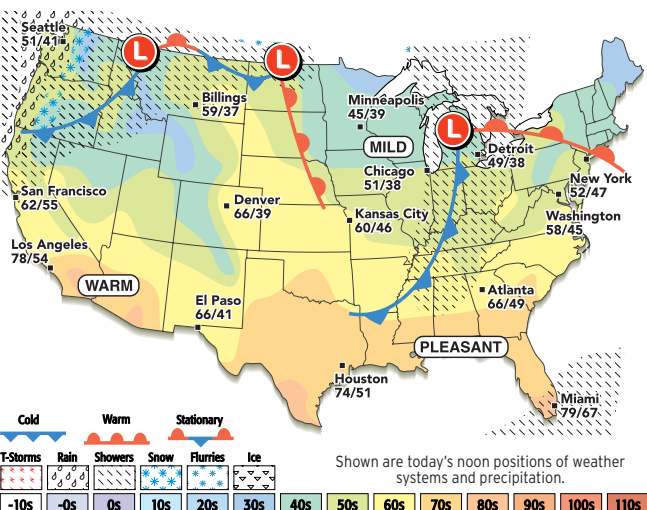 Seattle
51/41
L
L
Billings
59/37
Minneapolis
45/39
MILD
L
Detroit
49/38
Chicago
51/38
New York
52/47
San Francisco
62/55
Denver
66/39
Kansas City
60/46
Washington
58/45
Los Angeles
78/54
WARM
El Paso
66/41
Atlanta
66/49
PLEASANT
Houston
74/51
Miami
79/67
Cold
Warm
Stationary
T-Storms Rain Showers Snow Flurries Ice
Shown are today's noon positions of weather
systems and precipitation.
-10s -0s 0s 10s 20s 30s 40s 50s 60s 70s 80s 90s 100s 110s